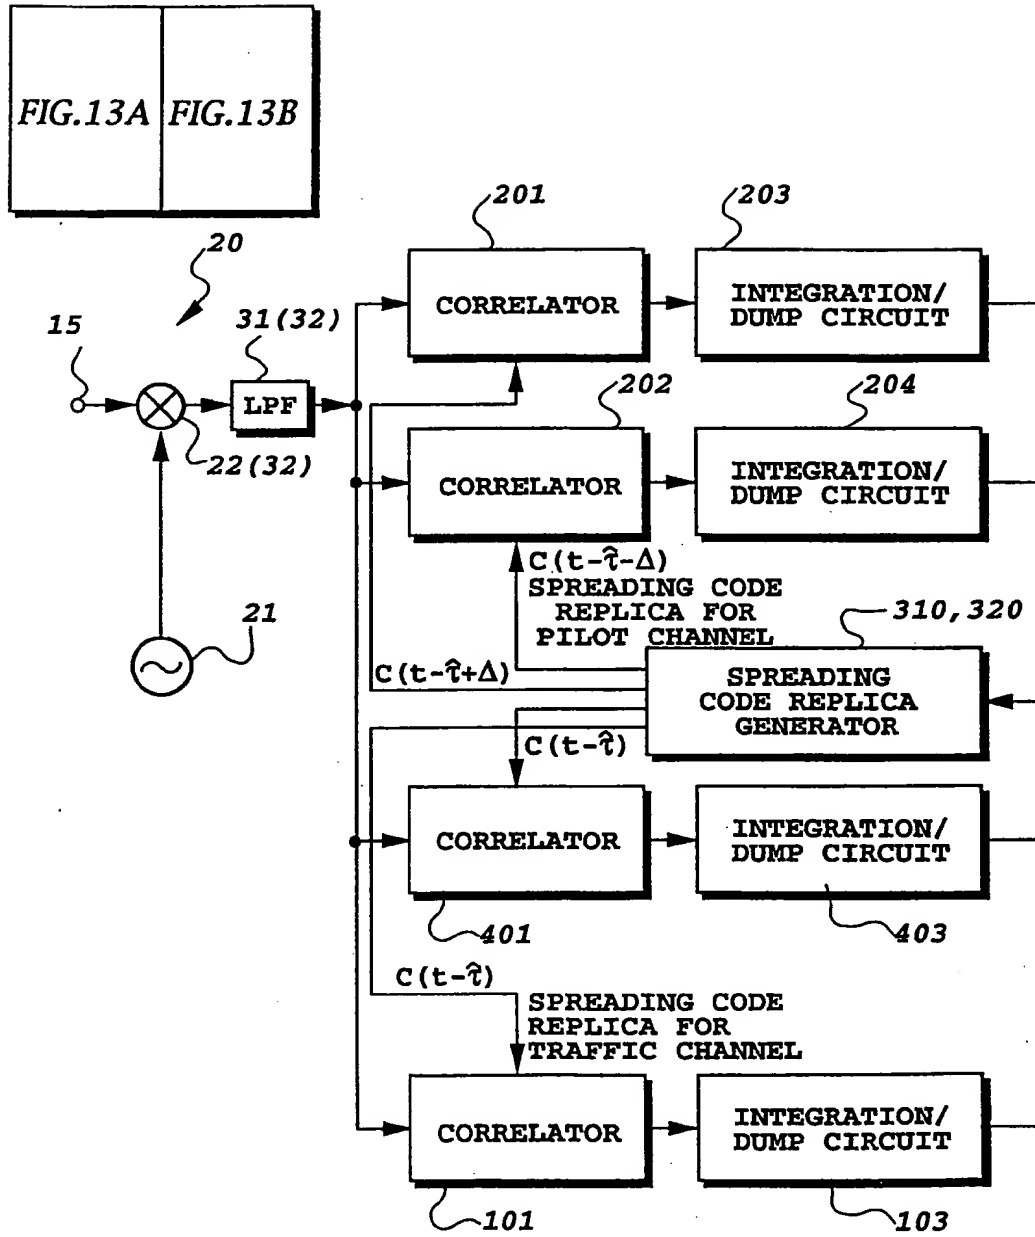 FIG.13A FIG.13B
20
15
31(32)
LPF
22(32)
21
201
CORRELATOR
203
INTEGRATION/
DUMP CIRCUIT
202
CORRELATOR
204
INTEGRATION/
DUMP CIRCUIT
C(t-τ̂-Δ)
SPREADING CODE
REPLICA FOR
PILOT CHANNEL
310,320
C(t-τ̂+Δ)
SPREADING
CODE REPLICA
GENERATOR
C(t-τ̂)
CORRELATOR
INTEGRATION/
DUMP CIRCUIT
401
403
C(t-τ̂)
SPREADING CODE
REPLICA FOR
TRAFFIC CHANNEL
CORRELATOR
INTEGRATION/
DUMP CIRCUIT
101
103